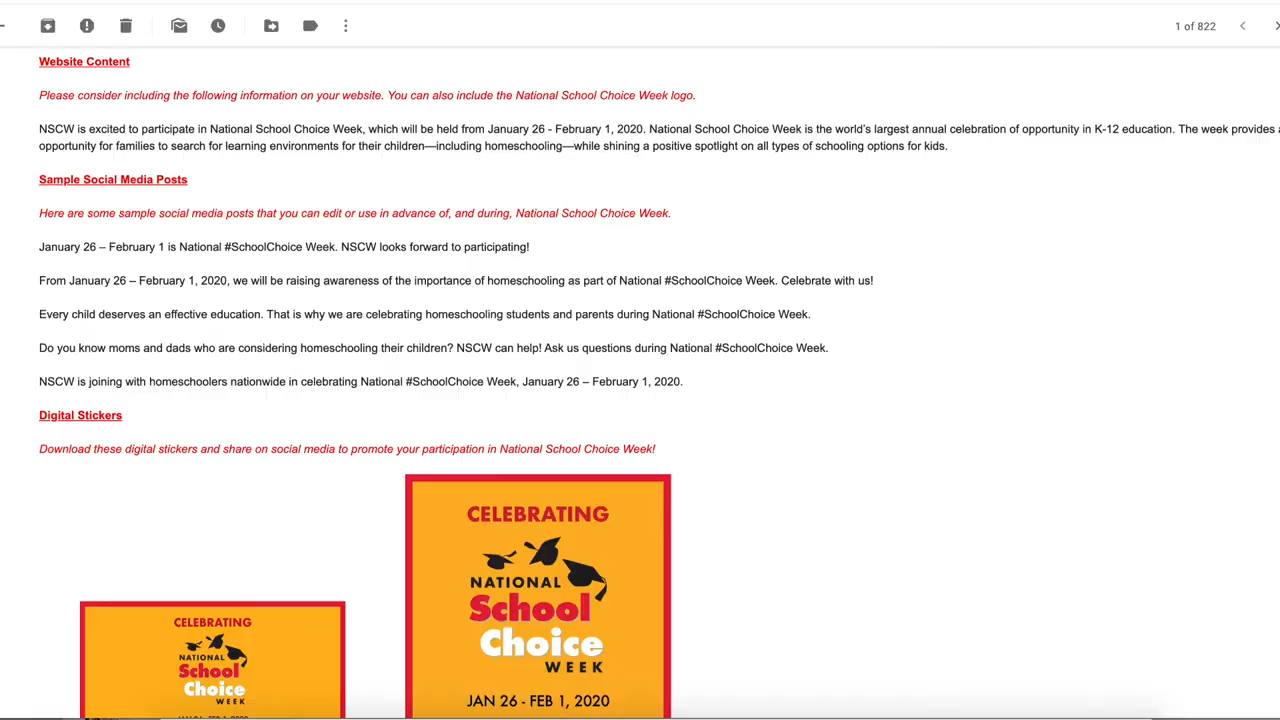 1 of 822
Website Content
Please consider including the following information on your website. You can also include the National School Choice Week logo.
NSCW is excited to participate in National School Choice Week, which will be held from January 26 - February 1, 2020. National School Choice Week is the world’s largest annual celebration of opportunity in K-12 education. The week provides a
opportunity for families to search for learning environments for their children—including homeschooling—while shining a positive spotlight on all types of schooling options for kids.
Sample Social Media Posts
Here are some sample social media posts that you can edit or use in advance of, and during, National School Choice Week.
January 26 – February 1 is National #SchoolChoice Week. NSCW looks forward to participating!
From January 26 – February 1, 2020, we will be raising awareness of the importance of homeschooling as part of National #SchoolChoice Week. Celebrate with us!
Every child deserves an effective education. That is why we are celebrating homeschooling students and parents during National #SchoolChoice Week.
Do you know moms and dads who are considering homeschooling their children? NSCW can help! Ask us questions during National #SchoolChoice Week.
NSCW is joining with homeschoolers nationwide in celebrating National #SchoolChoice Week, January 26 – February 1, 2020.
Digital Stickers
Download these digital stickers and share on social media to promote your participation in National School Choice Week!
CELEBRATING
NATIONAL
School
Choice
WEEK
CELEBRATING
NATIONAL
School
Choice
WEEK
JAN 26 - FEB 1, 2020